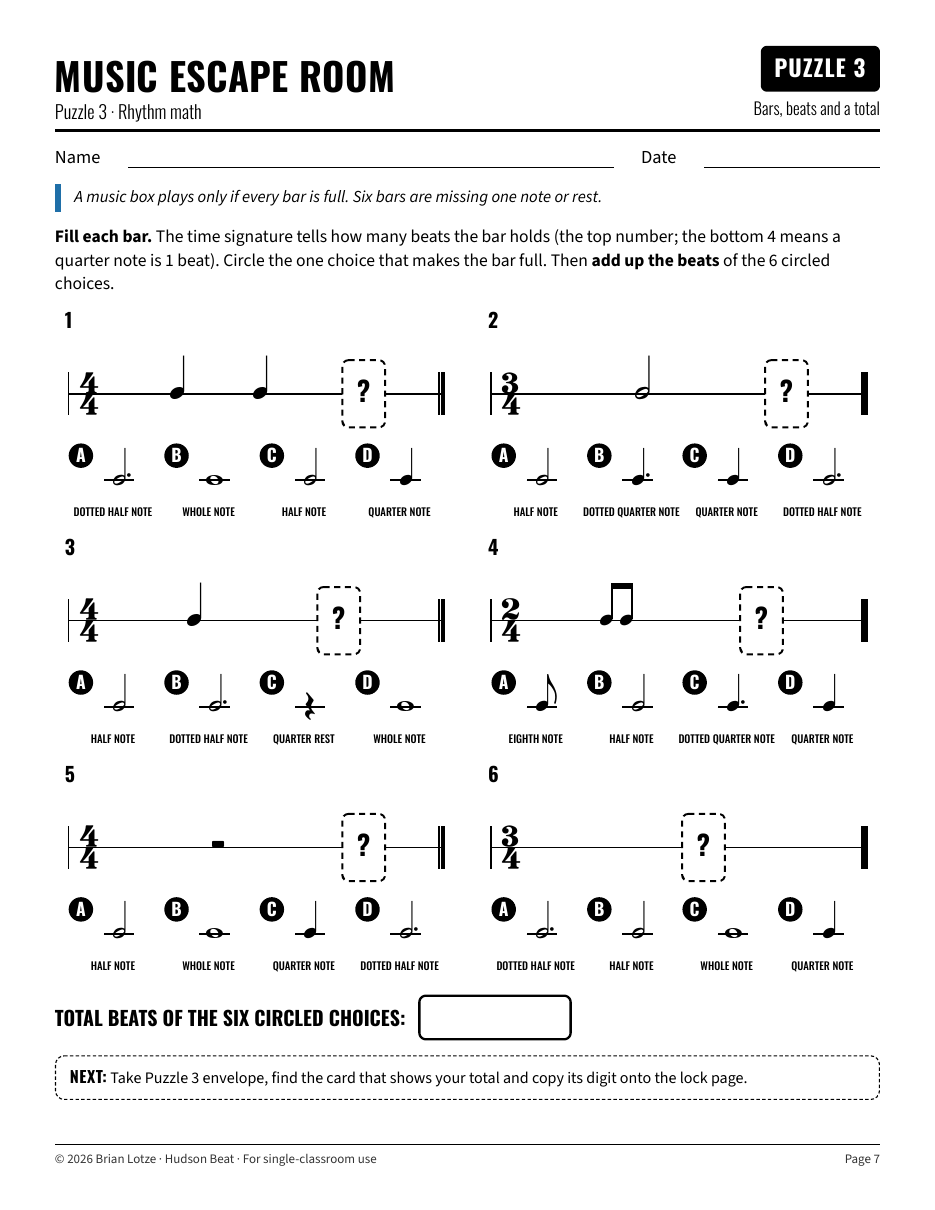 MUSIC ESCAPE ROOM
PUZZLE 3
Puzzle 3 · Rhythm math
Bars, beats and a total
Name
Date
A music box plays only if every bar is full. Six bars are missing one note or rest.
Fill each bar. The time signature tells how many beats the bar holds (the top number; the bottom 4 means a
quarter note is 1 beat). Circle the one choice that makes the bar full. Then add up the beats of the 6 circled
choices.
1
4
4
?
A B C D
DOTTED HALF NOTE WHOLE NOTE HALF NOTE QUARTER NOTE
2
3
4
?
A B C D
HALF NOTE DOTTED QUARTER NOTE QUARTER NOTE DOTTED HALF NOTE
3
4
4
?
A B C D
HALF NOTE DOTTED HALF NOTE QUARTER REST WHOLE NOTE
4
2
4
?
A B C D
EIGHTH NOTE HALF NOTE DOTTED QUARTER NOTE QUARTER NOTE
5
4
4
?
A B C D
HALF NOTE WHOLE NOTE QUARTER NOTE DOTTED HALF NOTE
6
3
4
?
A B C D
DOTTED HALF NOTE HALF NOTE WHOLE NOTE QUARTER NOTE
TOTAL BEATS OF THE SIX CIRCLED CHOICES:
NEXT: Take Puzzle 3 envelope, find the card that shows your total and copy its digit onto the lock page.
© 2026 Brian Lotze · Hudson Beat · For single-classroom use
Page 7